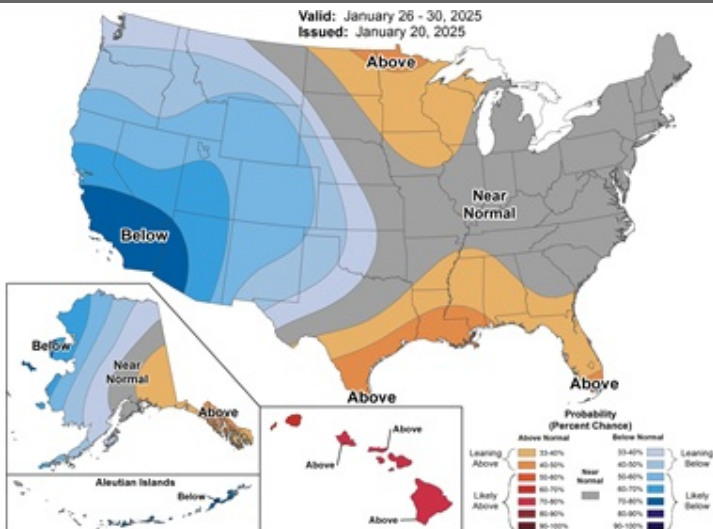 Valid: January 26 - 30, 2025
Issued: January 20, 2025
Above
Near
Normal
Below
Below
Near
Normal
Above
Above
Above
Aleutian Islands
Below
Above
Above
Above
Probability
(Percent Chance)
Above Normal
Below Normal
Leaning
Above
33-40%
40-50%
Likely
Above
50-60%
60-70%
70-80%
80-90%
90-100%
Near
Normal
33-40%
40-50%
Leaning
Below
50-60%
60-70%
70-80%
80-90%
90-100%
Likely
Below